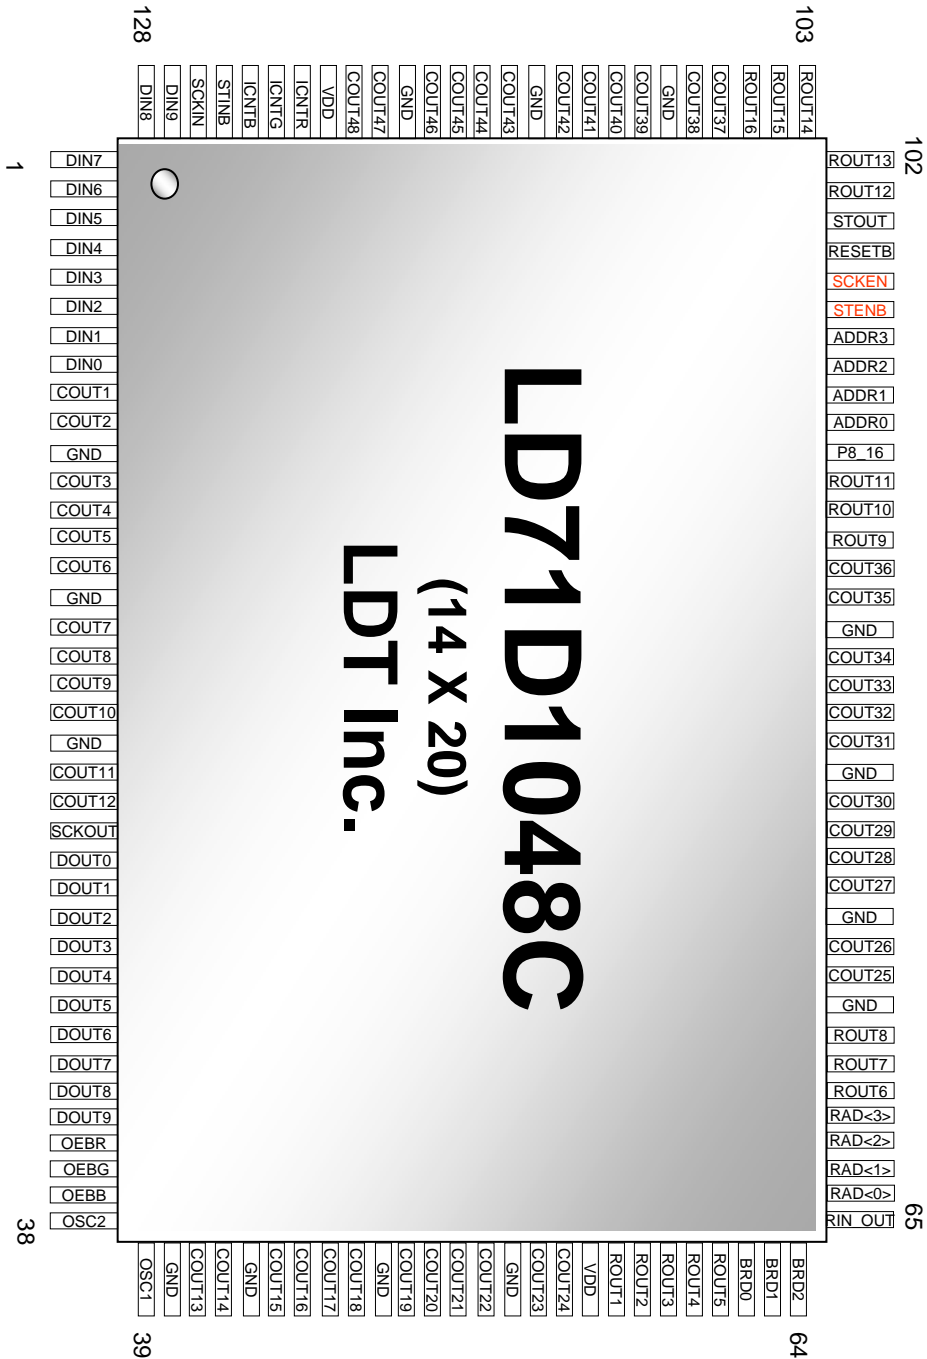 128
103
DIN8
DIN9
SCKIN
STINB
ICNTB
ICNTG
ICNTR
VDD
COUT48
COUT47
GND
COUT46
COUT45
COUT44
COUT43
GND
COUT42
COUT41
COUT40
COUT39
GND
COUT38
COUT37
ROUT16
ROUT15
ROUT14
1
DIN7
DIN6
DIN5
DIN4
DIN3
DIN2
DIN1
DIN0
COUT1
COUT2
GND
COUT3
COUT4
COUT5
COUT6
GND
COUT7
COUT8
COUT9
COUT10
GND
COUT11
COUT12
SCKOUT
DOUT0
DOUT1
DOUT2
DOUT3
DOUT4
DOUT5
DOUT6
DOUT7
DOUT8
DOUT9
OEBR
OEBG
OEBB
OSC2
38
LD71D1048C
(14 X 20)
LDT Inc.
102
ROUT13
ROUT12
STOUT
RESETB
SCKEN
STENB
ADDR3
ADDR2
ADDR1
ADDR0
P8_16
ROUT11
ROUT10
ROUT9
COUT36
COUT35
GND
COUT34
COUT33
COUT32
COUT31
GND
COUT30
COUT29
COUT28
COUT27
GND
COUT26
COUT25
GND
ROUT8
ROUT7
ROUT6
RAD<3>
RAD<2>
RAD<1>
RAD<0>
RIN_OUT
65
OSC1
GND
COUT13
COUT14
GND
COUT15
COUT16
COUT17
COUT18
GND
COUT19
COUT20
COUT21
COUT22
GND
COUT23
COUT24
VDD
ROUT1
ROUT2
ROUT3
ROUT4
ROUT5
BRD0
BRD1
BRD2
39
64